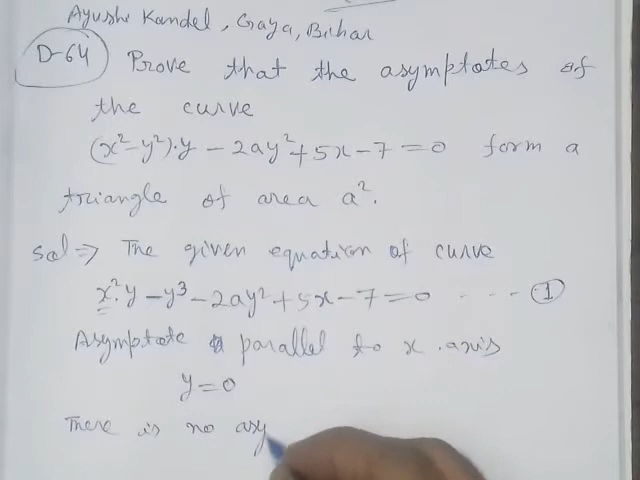 Ayushi Kandel, Gaya, Bihar
D-64 Prove that the asymptotes of
the curve
(x²-y²).y - 2ay² + 5x - 7 = 0 form a
triangle of area a².
Sol ⇒ The given equation of curve
x².y - y³ - 2ay² + 5x - 7 = 0 ---- ①
Asymptote parallel to x.axis
y = 0
There is no asy